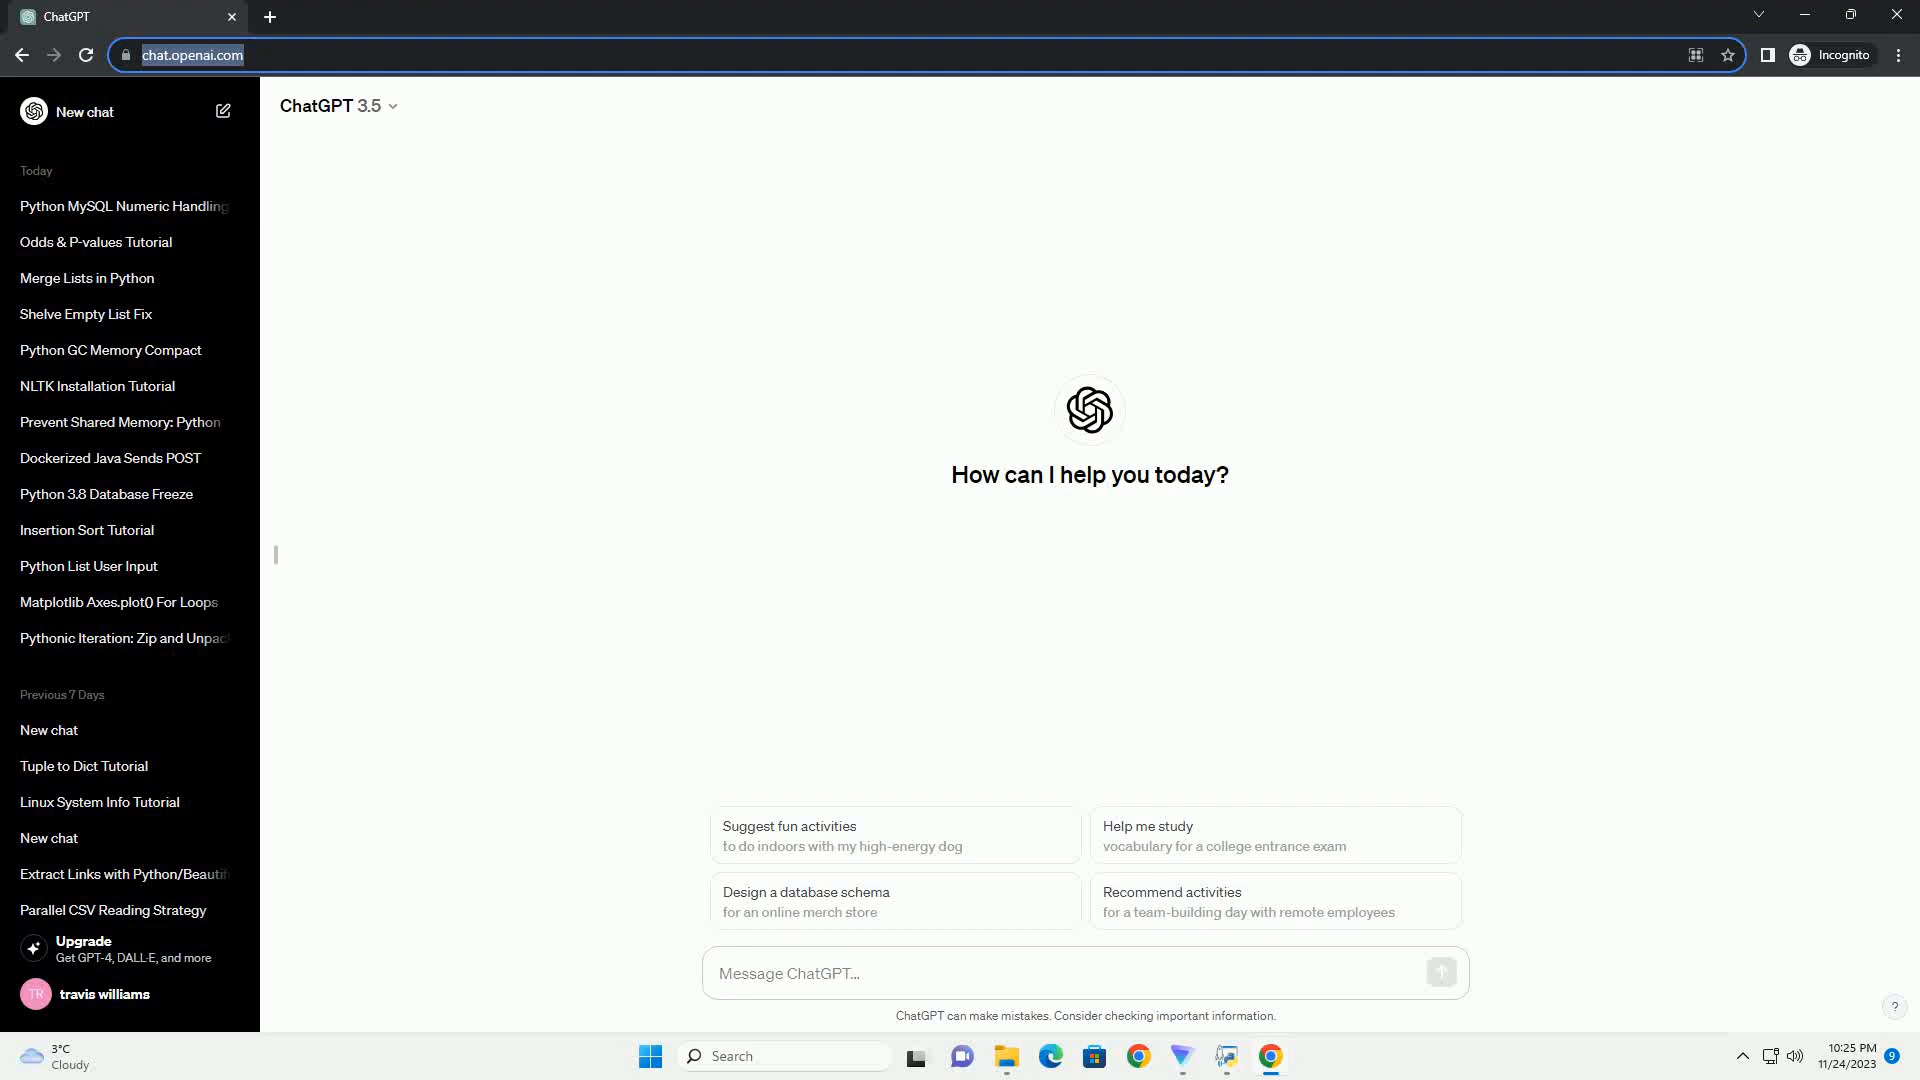 ChatGPT
chat.openai.com
Incognito
New chat
ChatGPT 3.5
Today
Python MySQL Numeric Handling
Odds & P-values Tutorial
Merge Lists in Python
Shelve Empty List Fix
Python GC Memory Compact
NLTK Installation Tutorial
Prevent Shared Memory: Python
Dockerized Java Sends POST
Python 3.8 Database Freeze
Insertion Sort Tutorial
Python List User Input
Matplotlib Axes.plot() For Loops
Pythonic Iteration: Zip and Unpac
Previous 7 Days
New chat
Tuple to Dict Tutorial
Linux System Info Tutorial
New chat
Extract Links with Python/Beautif
Parallel CSV Reading Strategy
Upgrade
Get GPT-4, DALL·E, and more
TR
travis williams
How can I help you today?
Suggest fun activities
to do indoors with my high-energy dog
Help me study
vocabulary for a college entrance exam
Design a database schema
for an online merch store
Recommend activities
for a team-building day with remote employees
Message ChatGPT...
ChatGPT can make mistakes. Consider checking important information.
?
3°C
Cloudy
Search
10:25 PM
11/24/2023
9